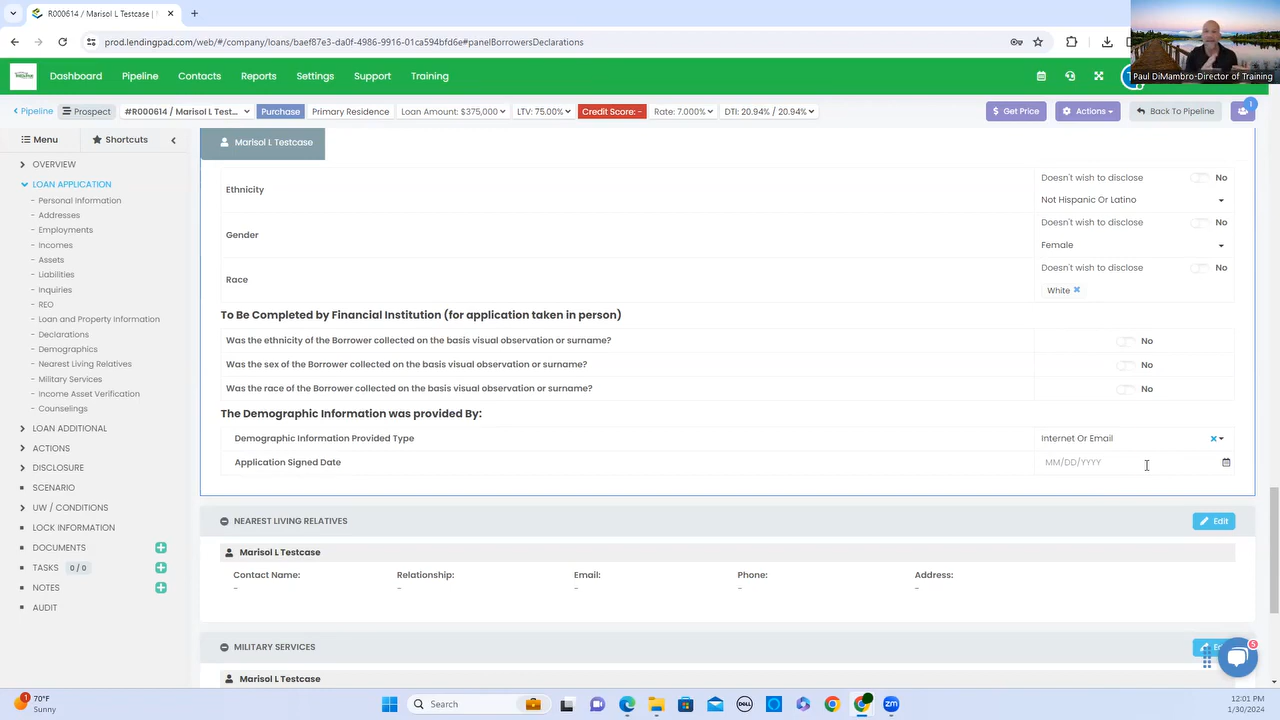 R000614 / Marisol L Testcase |
prod.lendingpad.com/web/#/company/loans/baef87e3-da0f-4986-9916-01ca594bfd6e#panelBorrowersDeclarations
Paul DiMambro-Director of Training
Dashboard Pipeline Contacts Reports Settings Support Training
Pipeline Prospect #R000614 / Marisol L Test... Purchase Primary Residence Loan Amount: $375,000 LTV: 75% Credit Score: - Rate: 7.000% DTI: 20.94% / 20.94% $ Get Price Actions Back To Pipeline 1
Menu Shortcuts
Marisol L Testcase
OVERVIEW
LOAN APPLICATION
- Personal Information
- Addresses
- Employments
- Incomes
- Assets
- Liabilities
- Inquiries
- REO
- Loan and Property Information
- Declarations
- Demographics
- Nearest Living Relatives
- Military Services
- Income Asset Verification
- Counselings
LOAN ADDITIONAL
ACTIONS
DISCLOSURE
SCENARIO
UW / CONDITIONS
LOCK INFORMATION
DOCUMENTS
TASKS 0 / 0
NOTES
AUDIT
Ethnicity
Doesn't wish to disclose No
Not Hispanic Or Latino
Gender
Doesn't wish to disclose No
Female
Race
Doesn't wish to disclose No
White
To Be Completed by Financial Institution (for application taken in person)
Was the ethnicity of the Borrower collected on the basis visual observation or surname? No
Was the sex of the Borrower collected on the basis visual observation or surname? No
Was the race of the Borrower collected on the basis visual observation or surname? No
The Demographic Information was provided By:
Demographic Information Provided Type Internet Or Email
Application Signed Date MM/DD/YYYY
NEAREST LIVING RELATIVES Edit
Marisol L Testcase
Contact Name: Relationship: Email: Phone: Address:
- - - - -
MILITARY SERVICES
5
Marisol L Testcase
1
70°F
Sunny
Search
DELL
zm
12:01 PM
1/30/2024